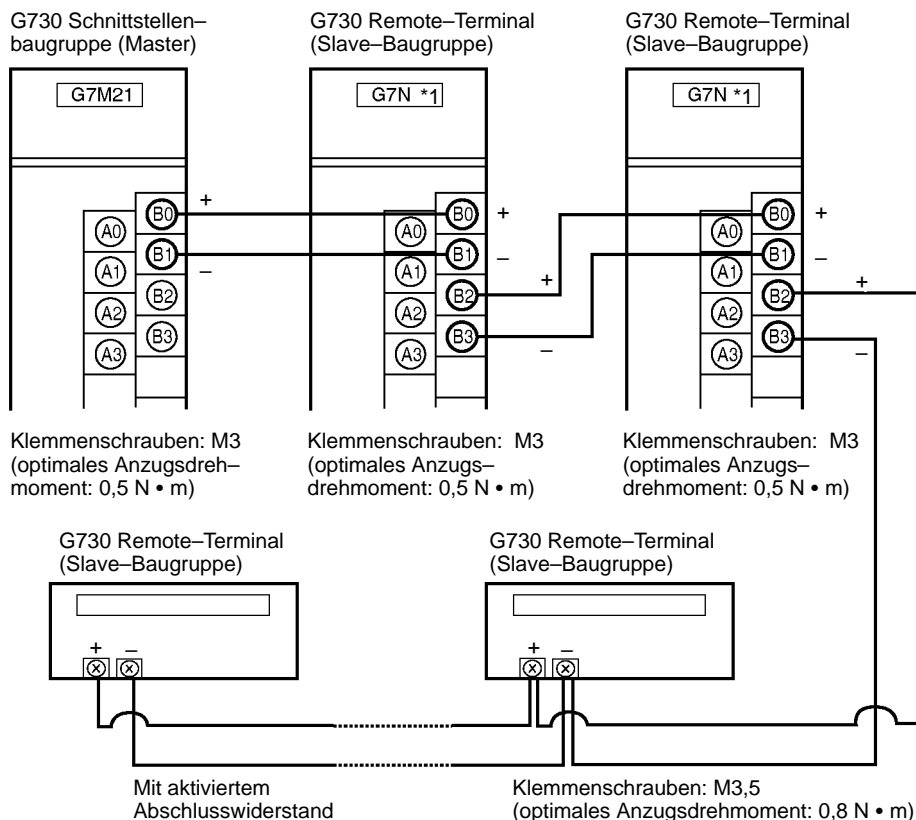 G730 Schnittstellen–
baugruppe (Master)
G730 Remote–Terminal
(Slave–Baugruppe)
G730 Remote–Terminal
(Slave–Baugruppe)
G7M21
G7N *1
G7N *1
+
–
A0
A1
A2
A3
B0
B1
B2
B3
+
–
+
–
A0
A1
A2
A3
B0
B1
B2
B3
+
–
+
–
A0
A1
A2
A3
B0
B1
B2
B3
Klemmenschrauben: M3
(optimales Anzugsdreh–
moment: 0,5 N • m)
Klemmenschrauben: M3
(optimales Anzugs–
drehmoment: 0,5 N • m)
Klemmenschrauben: M3
(optimales Anzugs–
drehmoment: 0,5 N • m)
G730 Remote–Terminal
(Slave–Baugruppe)
+ –
G730 Remote–Terminal
(Slave–Baugruppe)
+ –
Mit aktiviertem
Abschlusswiderstand
Klemmenschrauben: M3,5
(optimales Anzugsdrehmoment: 0,8 N • m)